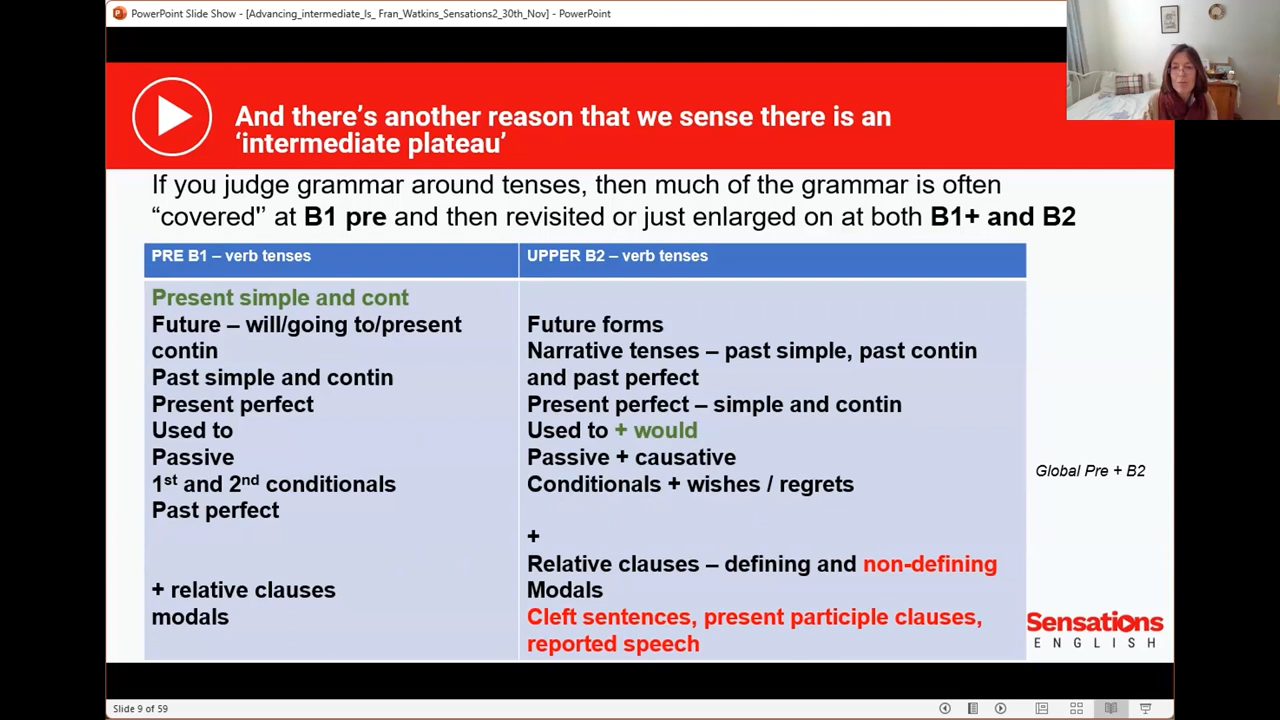 PowerPoint Slide Show - [Advancing_intermediate_ls_ Fran_Watkins_Sensations2_30th_Nov] - PowerPoint
And there's another reason that we sense there is an
'intermediate plateau'
If you judge grammar around tenses, then much of the grammar is often
“covered'' at B1 pre and then revisited or just enlarged on at both B1+ and B2
PRE B1 – verb tenses
Present simple and cont
Future – will/going to/present
contin
Past simple and contin
Present perfect
Used to
Passive
1st and 2nd conditionals
Past perfect
+ relative clauses
modals
UPPER B2 – verb tenses
Future forms
Narrative tenses – past simple, past contin
and past perfect
Present perfect – simple and contin
Used to + would
Passive + causative
Conditionals + wishes / regrets
+
Relative clauses – defining and non-defining
Modals
Cleft sentences, present participle clauses,
reported speech
Global Pre + B2
Sensations
ENGLISH
Slide 9 of 59